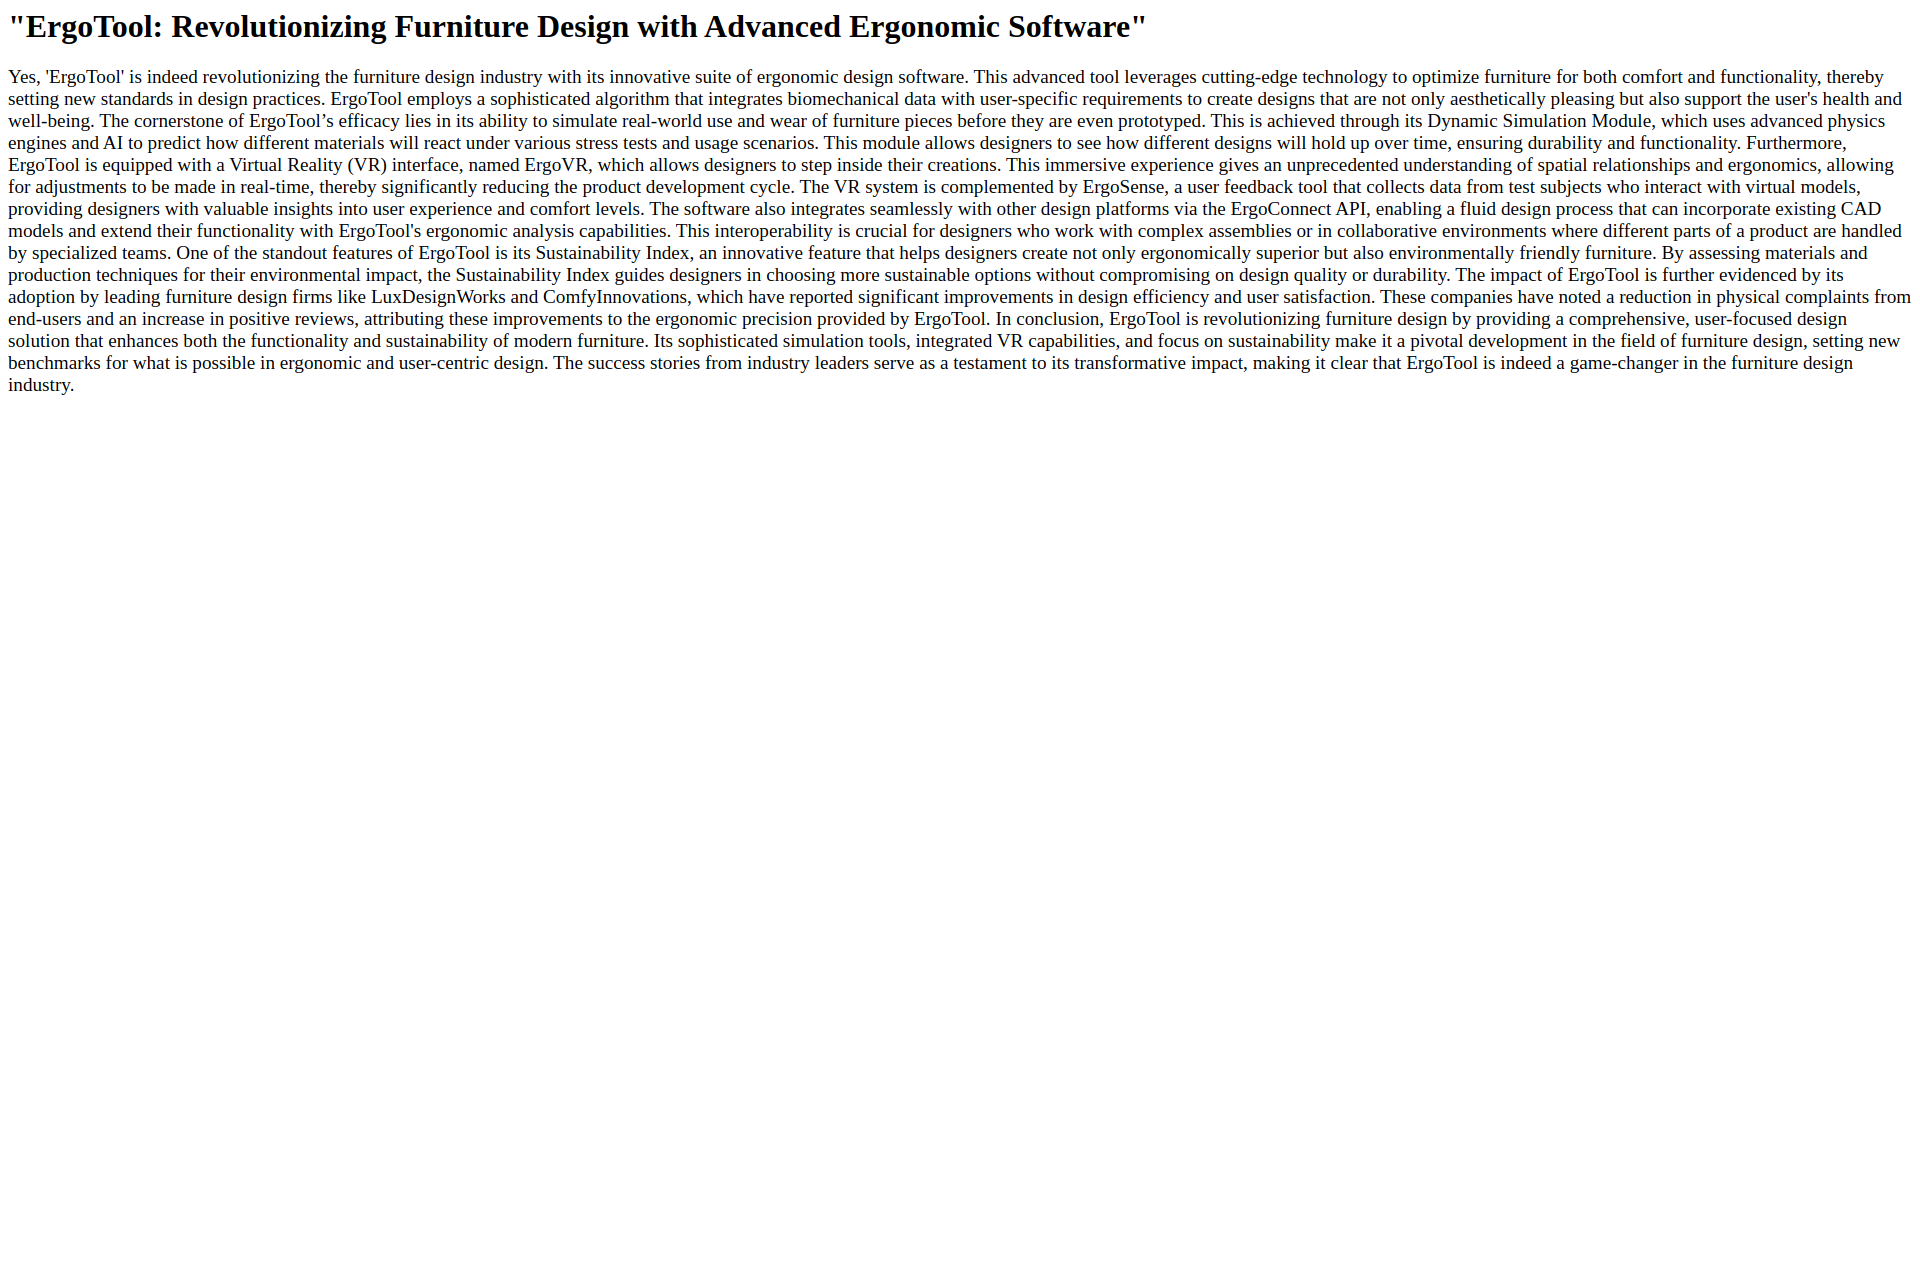 "ErgoTool: Revolutionizing Furniture Design with Advanced Ergonomic Software"
Yes, 'ErgoTool' is indeed revolutionizing the furniture design industry with its innovative suite of ergonomic design software. This advanced tool leverages cutting-edge technology to optimize furniture for both comfort and functionality, thereby
setting new standards in design practices. ErgoTool employs a sophisticated algorithm that integrates biomechanical data with user-specific requirements to create designs that are not only aesthetically pleasing but also support the user's health and
well-being. The cornerstone of ErgoTool’s efficacy lies in its ability to simulate real-world use and wear of furniture pieces before they are even prototyped. This is achieved through its Dynamic Simulation Module, which uses advanced physics
engines and AI to predict how different materials will react under various stress tests and usage scenarios. This module allows designers to see how different designs will hold up over time, ensuring durability and functionality. Furthermore,
ErgoTool is equipped with a Virtual Reality (VR) interface, named ErgoVR, which allows designers to step inside their creations. This immersive experience gives an unprecedented understanding of spatial relationships and ergonomics, allowing
for adjustments to be made in real-time, thereby significantly reducing the product development cycle. The VR system is complemented by ErgoSense, a user feedback tool that collects data from test subjects who interact with virtual models,
providing designers with valuable insights into user experience and comfort levels. The software also integrates seamlessly with other design platforms via the ErgoConnect API, enabling a fluid design process that can incorporate existing CAD
models and extend their functionality with ErgoTool's ergonomic analysis capabilities. This interoperability is crucial for designers who work with complex assemblies or in collaborative environments where different parts of a product are handled
by specialized teams. One of the standout features of ErgoTool is its Sustainability Index, an innovative feature that helps designers create not only ergonomically superior but also environmentally friendly furniture. By assessing materials and
production techniques for their environmental impact, the Sustainability Index guides designers in choosing more sustainable options without compromising on design quality or durability. The impact of ErgoTool is further evidenced by its
adoption by leading furniture design firms like LuxDesignWorks and ComfyInnovations, which have reported significant improvements in design efficiency and user satisfaction. These companies have noted a reduction in physical complaints from
end-users and an increase in positive reviews, attributing these improvements to the ergonomic precision provided by ErgoTool. In conclusion, ErgoTool is revolutionizing furniture design by providing a comprehensive, user-focused design
solution that enhances both the functionality and sustainability of modern furniture. Its sophisticated simulation tools, integrated VR capabilities, and focus on sustainability make it a pivotal development in the field of furniture design, setting new
benchmarks for what is possible in ergonomic and user-centric design. The success stories from industry leaders serve as a testament to its transformative impact, making it clear that ErgoTool is indeed a game-changer in the furniture design
industry.